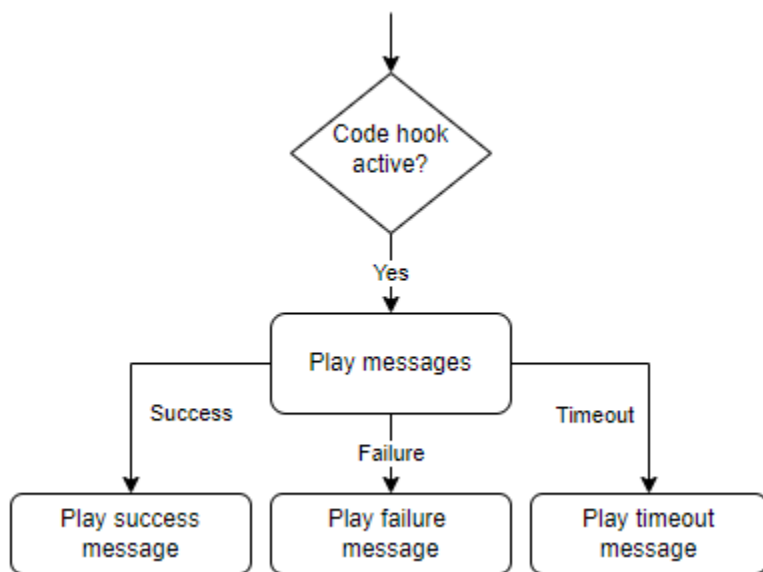 Code hook
active?
Yes
Play messages
Success
Failure
Timeout
Play success
message
Play failure
message
Play timeout
message